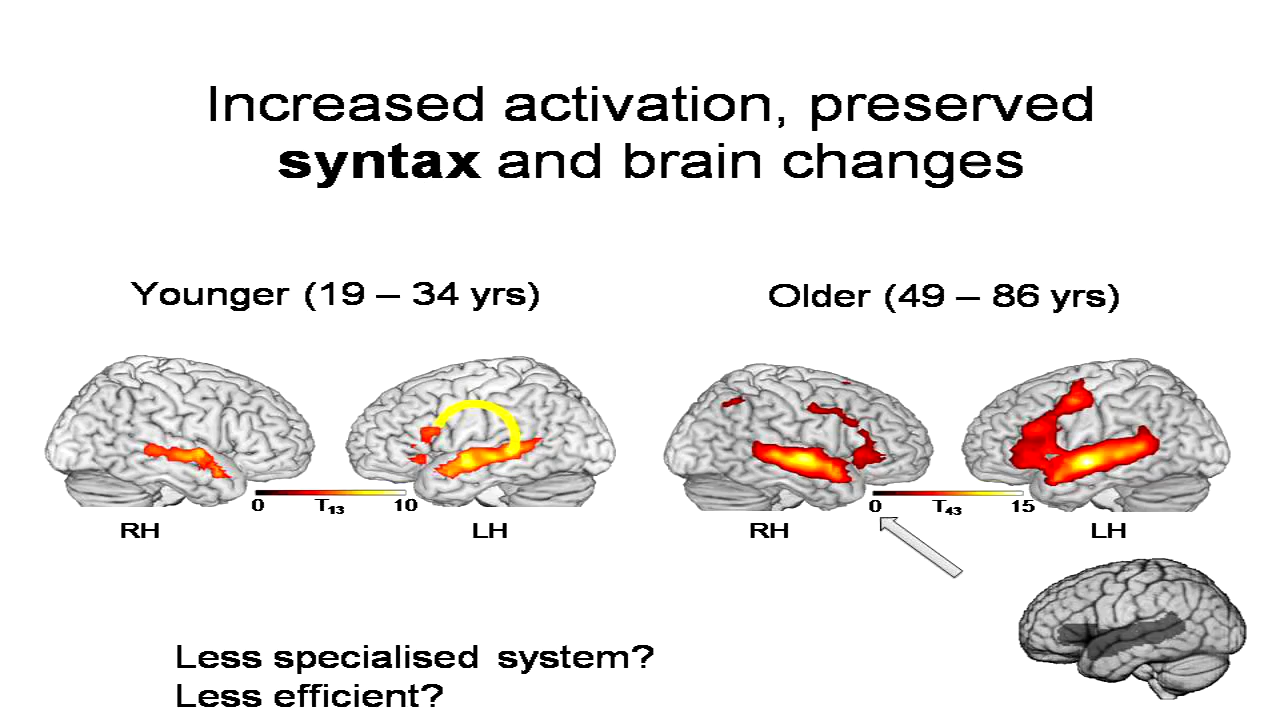 Increased activation, preserved
syntax and brain changes
Younger (19 – 34 yrs)
Older (49 – 86 yrs)
0 T₁₃ 10
RH LH
0 T₄₃ 15
RH LH
Less specialised system?
Less efficient?